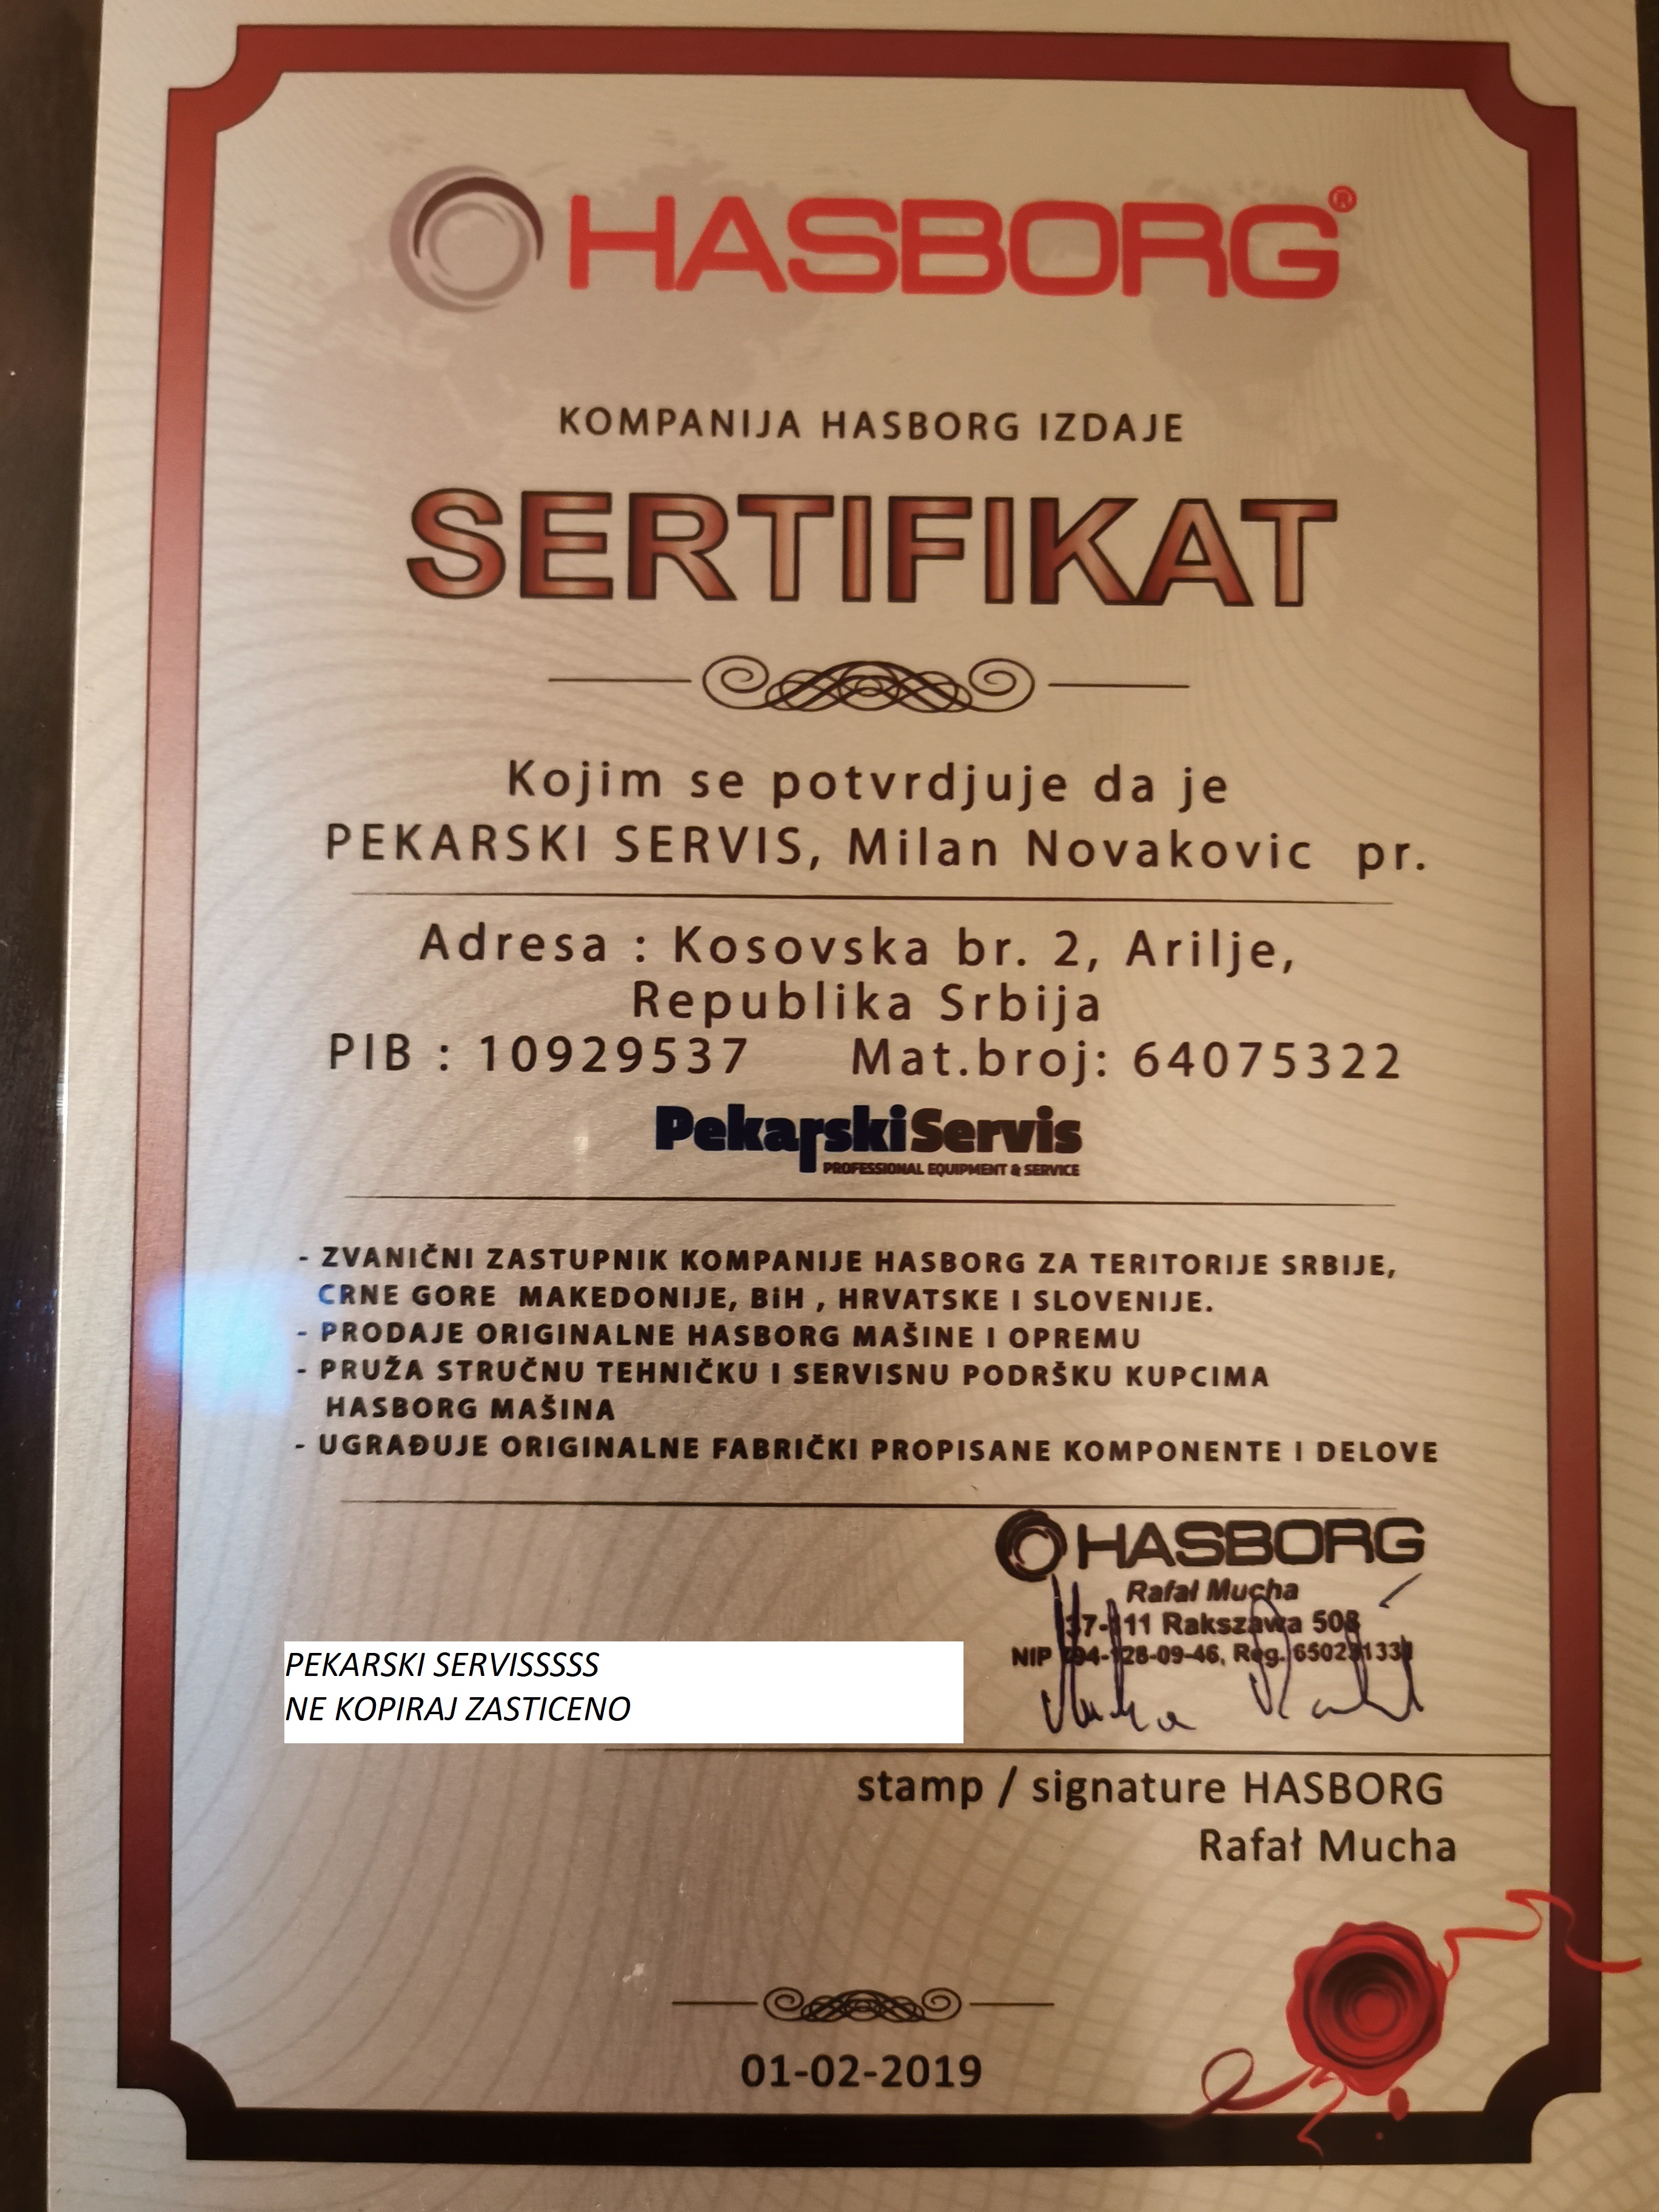 HASBORG®
KOMPANIJA HASBORG IZDAJE
SERTIFIKAT
Kojim se potvrdjuje da je
PEKARSKI SERVIS, Milan Novakovic pr.
Adresa : Kosovska br. 2, Arilje,
Republika Srbija
PIB : 10929537 Mat.broj: 64075322
PekarskiServis
PROFESSIONAL EQUIPMENT & SERVICE
- ZVANIČNI ZASTUPNIK KOMPANIJE HASBORG ZA TERITORIJE SRBIJE,
CRNE GORE MAKEDONIJE, BiH , HRVATSKE I SLOVENIJE.
- PRODAJE ORIGINALNE HASBORG MAŠINE I OPREMU
- PRUŽA STRUČNU TEHNIČKU I SERVISNU PODRŠKU KUPCIMA
HASBORG MAŠINA
- UGRAĐUJE ORIGINALNE FABRIČKI PROPISANE KOMPONENTE I DELOVE
HASBORG
Rafał Mucha
Rakszawa 508
NIP
PEKARSKI SERVISSSSS
NE KOPIRAJ ZASTICENO
stamp / signature HASBORG
Rafał Mucha
01-02-2019